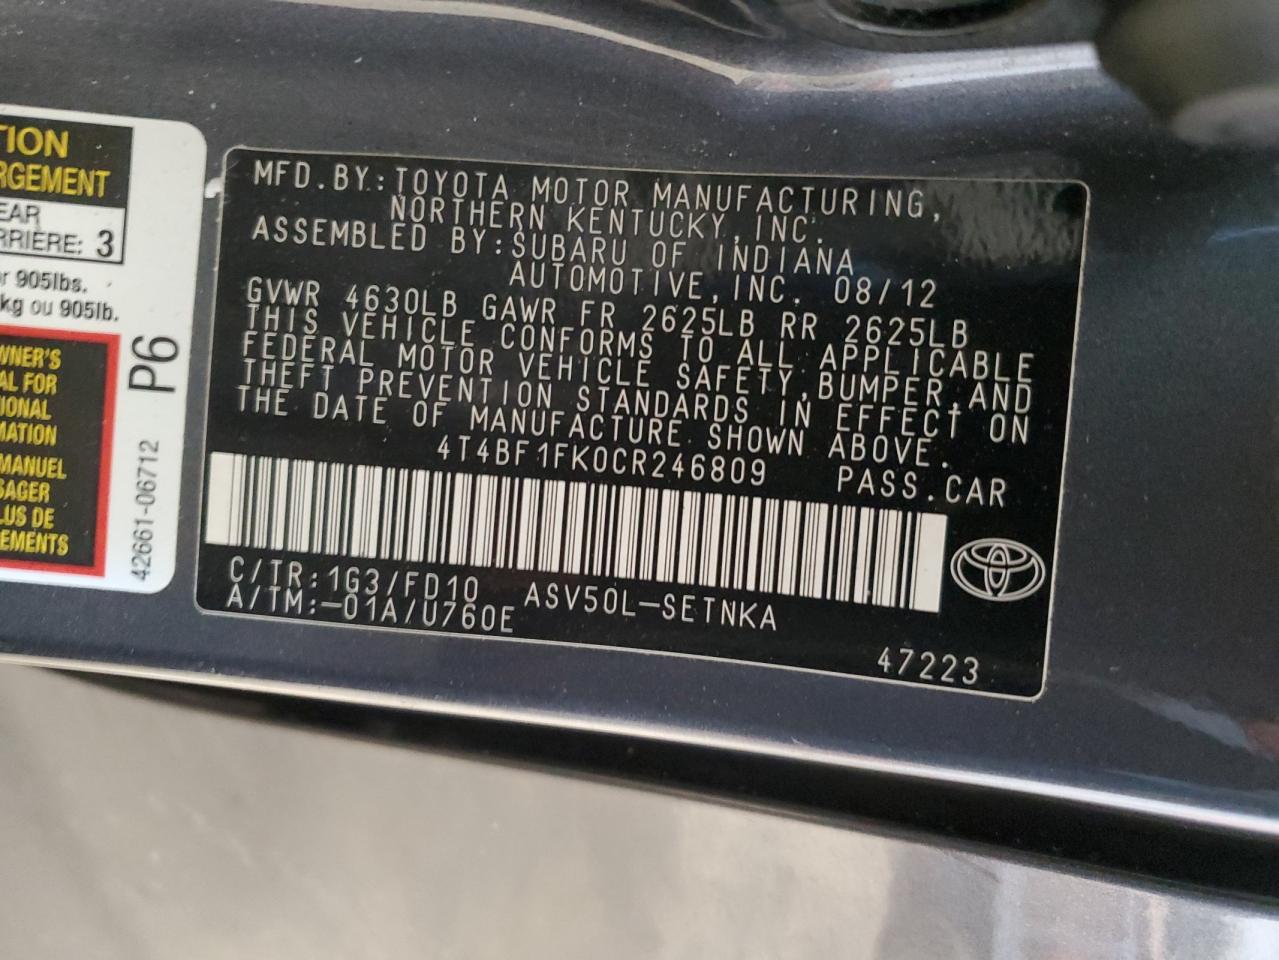 TION
RGEMENT
EAR
RRIÈRE: 3
or 905lbs.
kg ou 905lb.
WNER'S
AL FOR
IONAL
MATION
MANUEL
SAGER
LUS DE
EMENTS
P6
42661-06712
MFD.BY:TOYOTA MOTOR MANUFACTURING,
NORTHERN KENTUCKY,INC.
ASSEMBLED BY:SUBARU OF INDIANA
AUTOMOTIVE,INC. 08/12
GVWR 4630LB GAWR FR 2625LB RR 2625LB
THIS VEHICLE CONFORMS TO ALL APPLICABLE
FEDERAL MOTOR VEHICLE SAFETY,BUMPER,AND
THEFT PREVENTION STANDARDS IN EFFECT ON
THE DATE OF MANUFACTURE SHOWN ABOVE.
4T4BF1FK0CR246809 PASS.CAR
C/TR:1G3/FD10 ASV50L-SETNKA
A/TM:-01A/U760E
47223